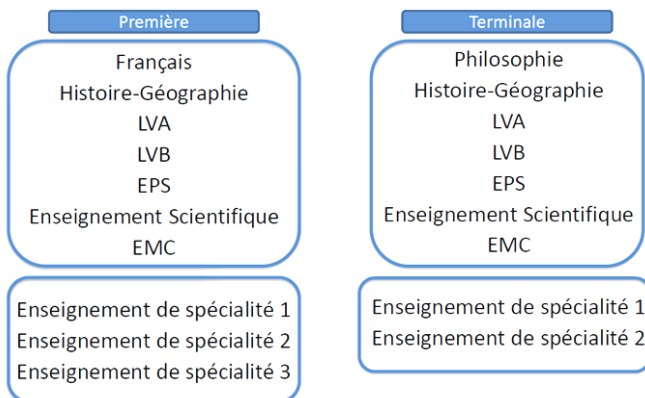 Première
Français
Histoire-Géographie
LVA
LVB
EPS
Enseignement Scientifique
EMC
Enseignement de spécialité 1
Enseignement de spécialité 2
Enseignement de spécialité 3
Terminale
Philosophie
Histoire-Géographie
LVA
LVB
EPS
Enseignement Scientifique
EMC
Enseignement de spécialité 1
Enseignement de spécialité 2